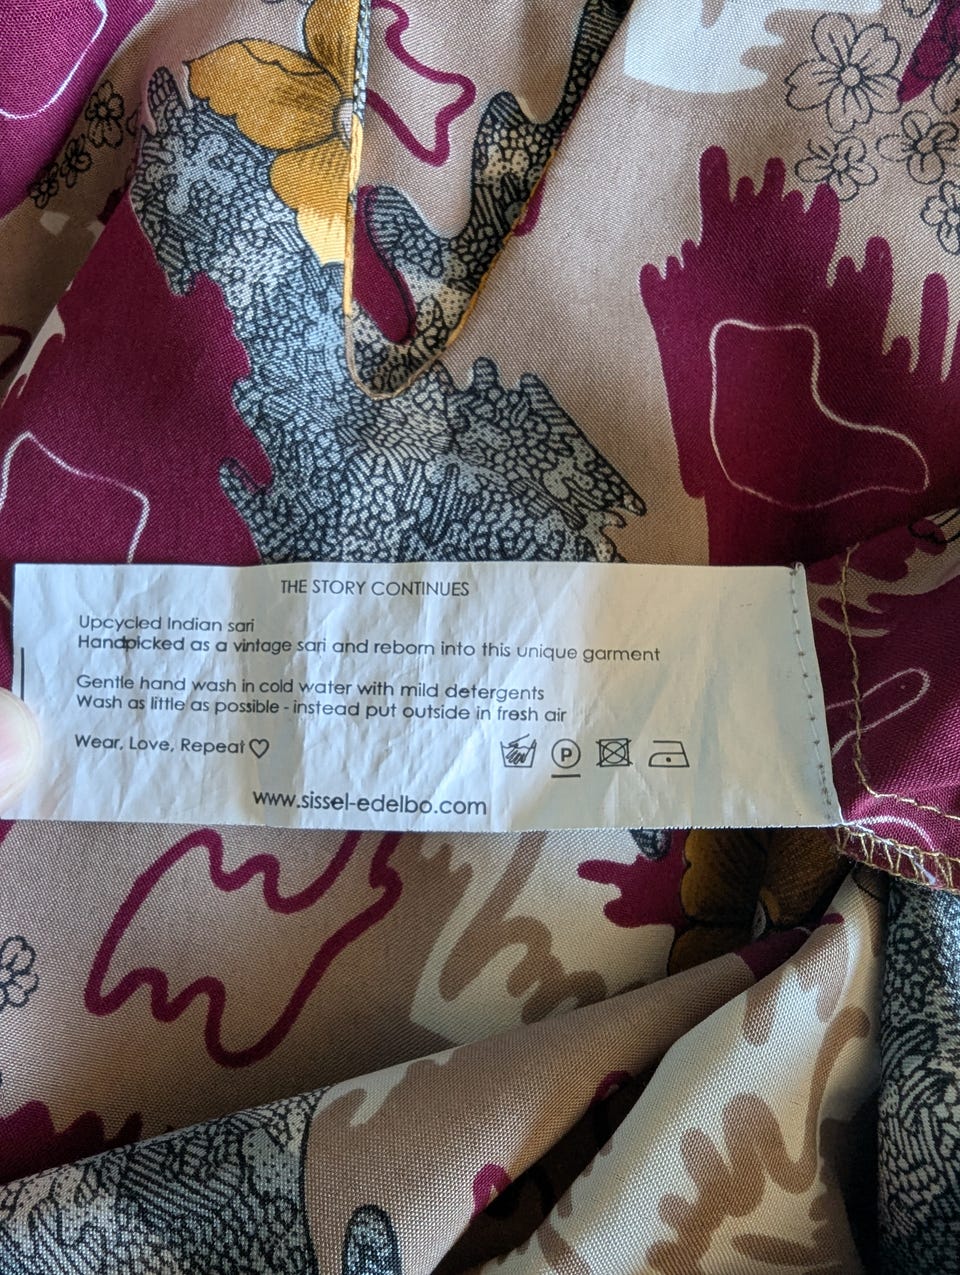 THE STORY CONTINUES
Upcycled Indian sari
Handpicked as a vintage sari and reborn into this unique garment
Gentle hand wash in cold water with mild detergents
Wash as little as possible - instead put outside in fresh air
Wear, Love, Repeat♡
P
www.sissel-edelbo.com